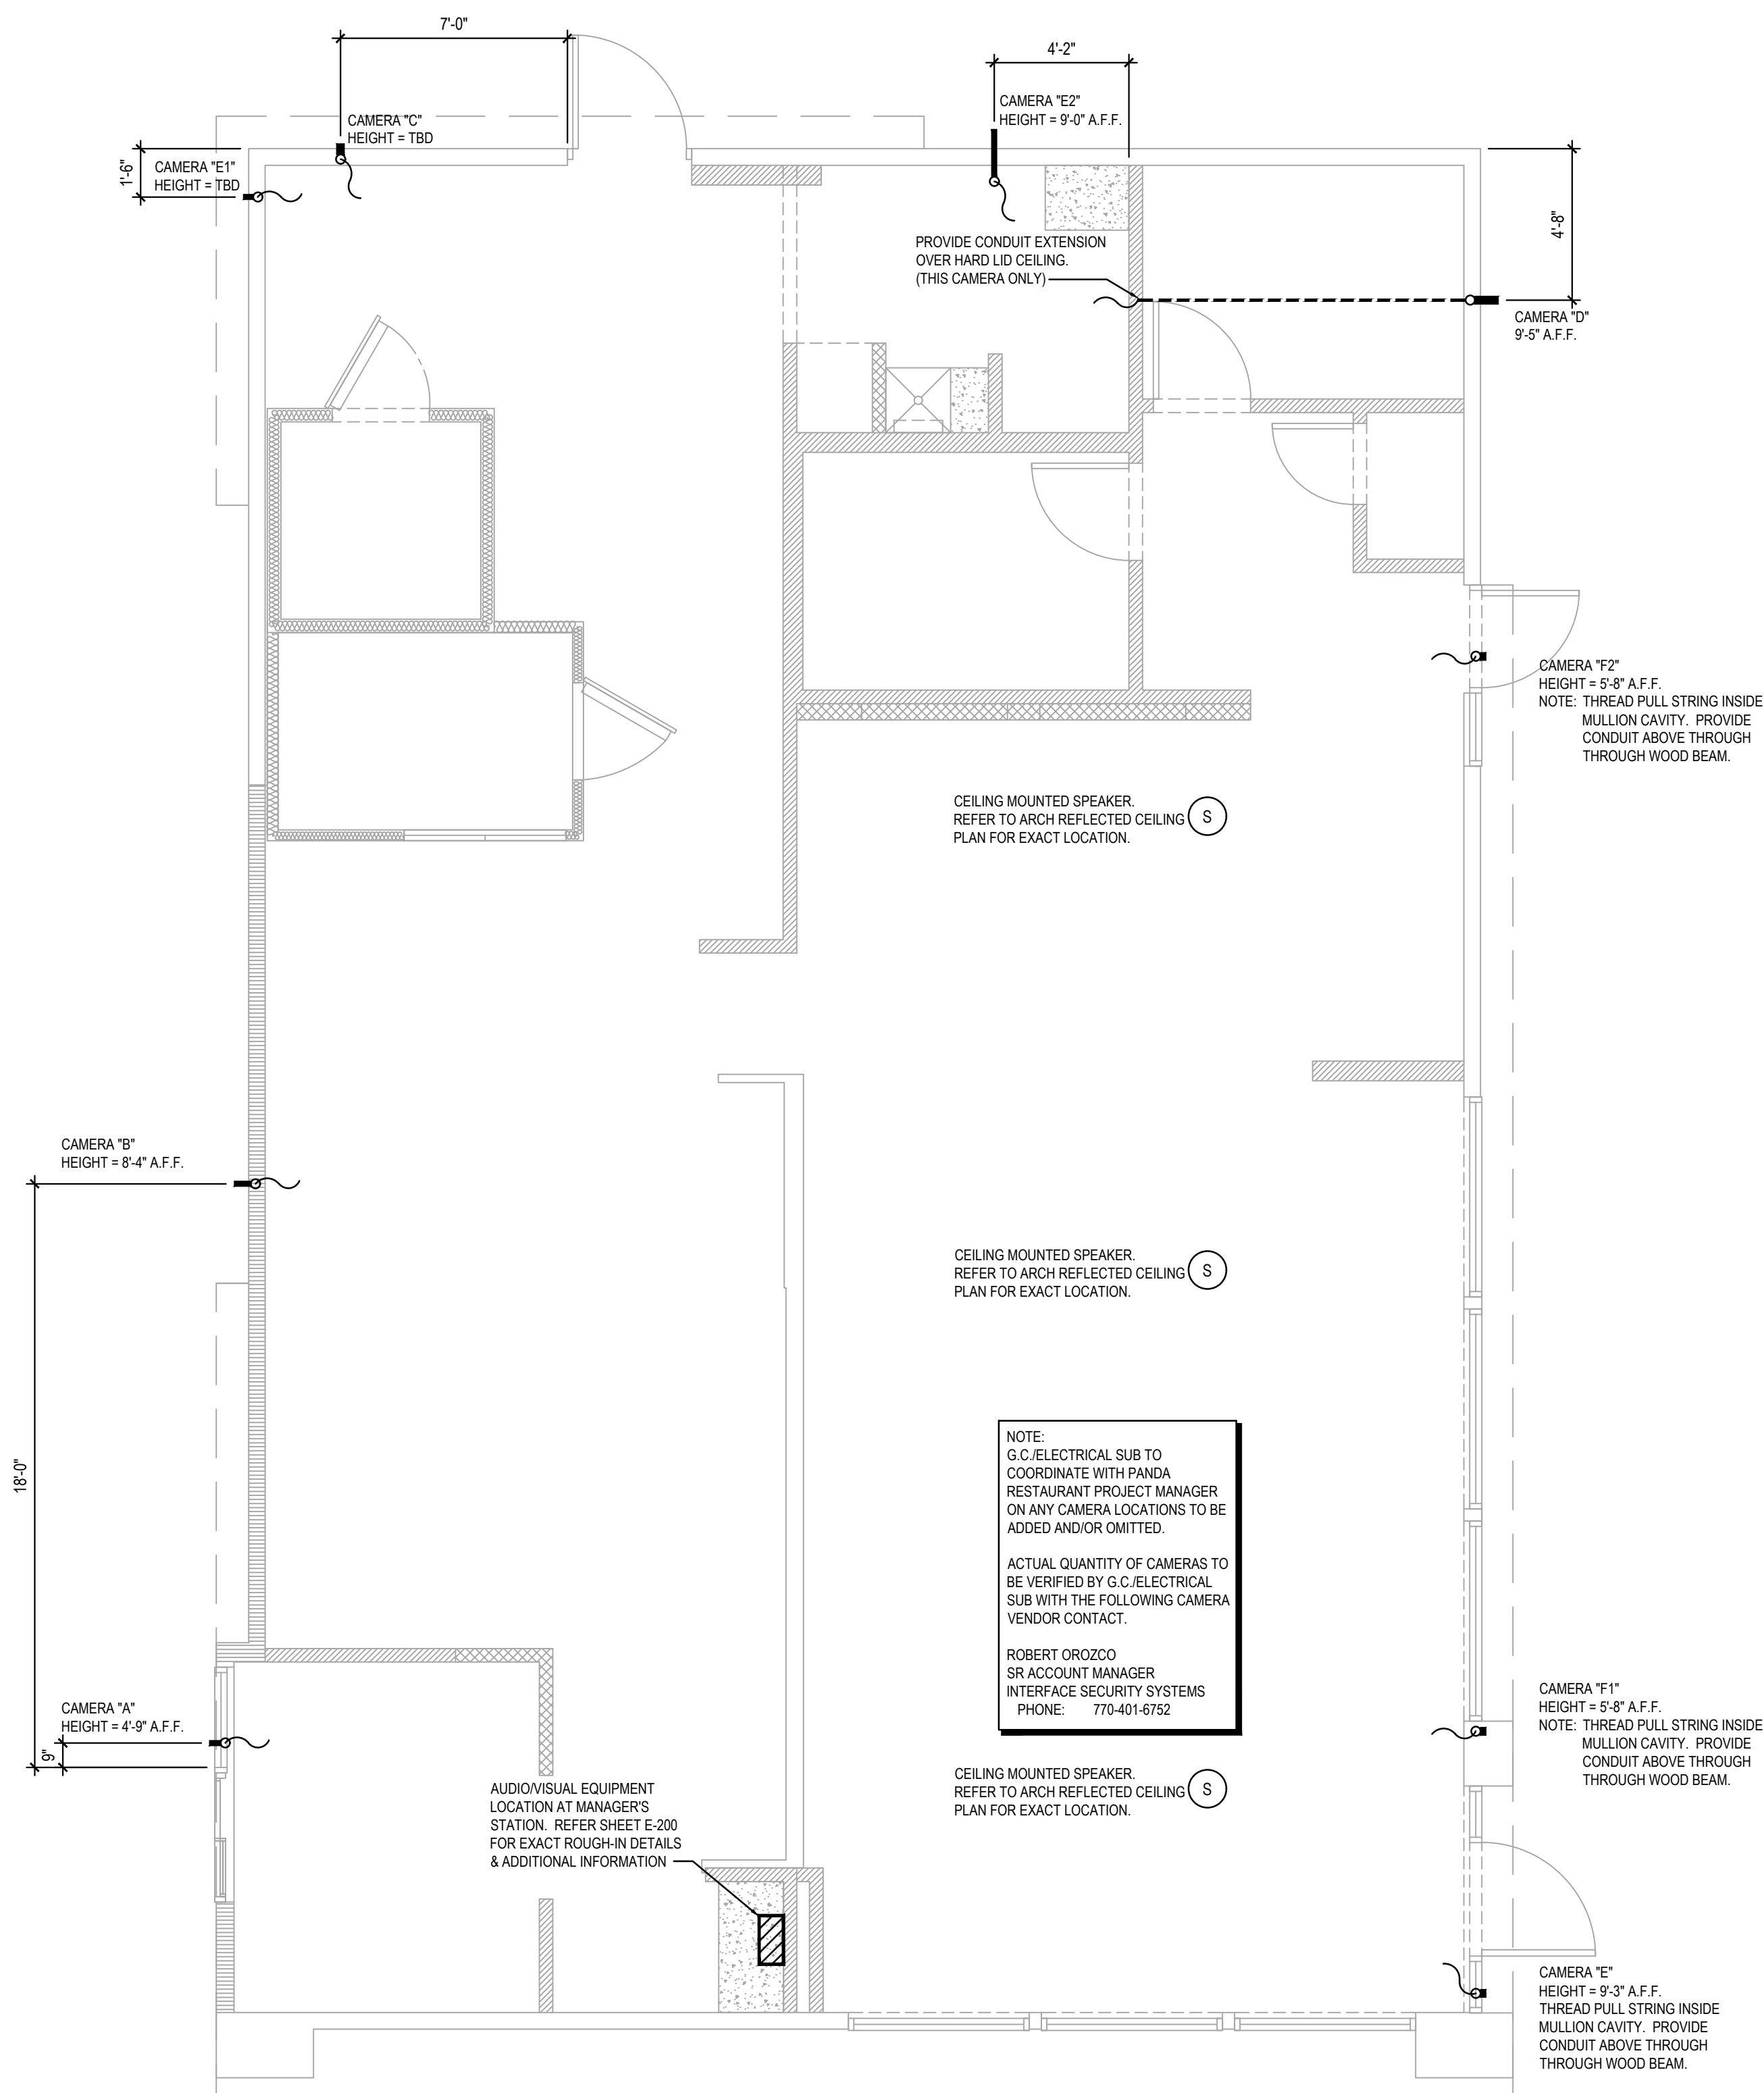 7'-0"
4'-2"
CAMERA "E2"
HEIGHT = 9'-0" A.F.F.
CAMERA "C"
HEIGHT = TBD
1'-6"
CAMERA "E1"
HEIGHT = TBD
4'-8"
PROVIDE CONDUIT EXTENSION
OVER HARD LID CEILING.
(THIS CAMERA ONLY)
CAMERA "D"
9'-5" A.F.F.
CAMERA "F2"
HEIGHT = 5'-8" A.F.F.
NOTE: THREAD PULL STRING INSIDE
MULLION CAVITY. PROVIDE
CONDUIT ABOVE THROUGH
THROUGH WOOD BEAM.
CEILING MOUNTED SPEAKER.
REFER TO ARCH REFLECTED CEILING
PLAN FOR EXACT LOCATION.
S
CAMERA "B"
HEIGHT = 8'-4" A.F.F.
CEILING MOUNTED SPEAKER.
REFER TO ARCH REFLECTED CEILING
PLAN FOR EXACT LOCATION.
S
18'-0"
NOTE:
G.C./ELECTRICAL SUB TO
COORDINATE WITH PANDA
RESTAURANT PROJECT MANAGER
ON ANY CAMERA LOCATIONS TO BE
ADDED AND/OR OMITTED.
ACTUAL QUANTITY OF CAMERAS TO
BE VERIFIED BY G.C./ELECTRICAL
SUB WITH THE FOLLOWING CAMERA
VENDOR CONTACT.
ROBERT OROZCO
SR ACCOUNT MANAGER
INTERFACE SECURITY SYSTEMS
PHONE: 770-401-6752
CAMERA "A"
HEIGHT = 4'-9" A.F.F.
9"
CAMERA "F1"
HEIGHT = 5'-8" A.F.F.
NOTE: THREAD PULL STRING INSIDE
MULLION CAVITY. PROVIDE
CONDUIT ABOVE THROUGH
THROUGH WOOD BEAM.
CEILING MOUNTED SPEAKER.
REFER TO ARCH REFLECTED CEILING
PLAN FOR EXACT LOCATION.
S
AUDIO/VISUAL EQUIPMENT
LOCATION AT MANAGER'S
STATION. REFER SHEET E-200
FOR EXACT ROUGH-IN DETAILS
& ADDITIONAL INFORMATION
CAMERA "E"
HEIGHT = 9'-3" A.F.F.
THREAD PULL STRING INSIDE
MULLION CAVITY. PROVIDE
CONDUIT ABOVE THROUGH
THROUGH WOOD BEAM.